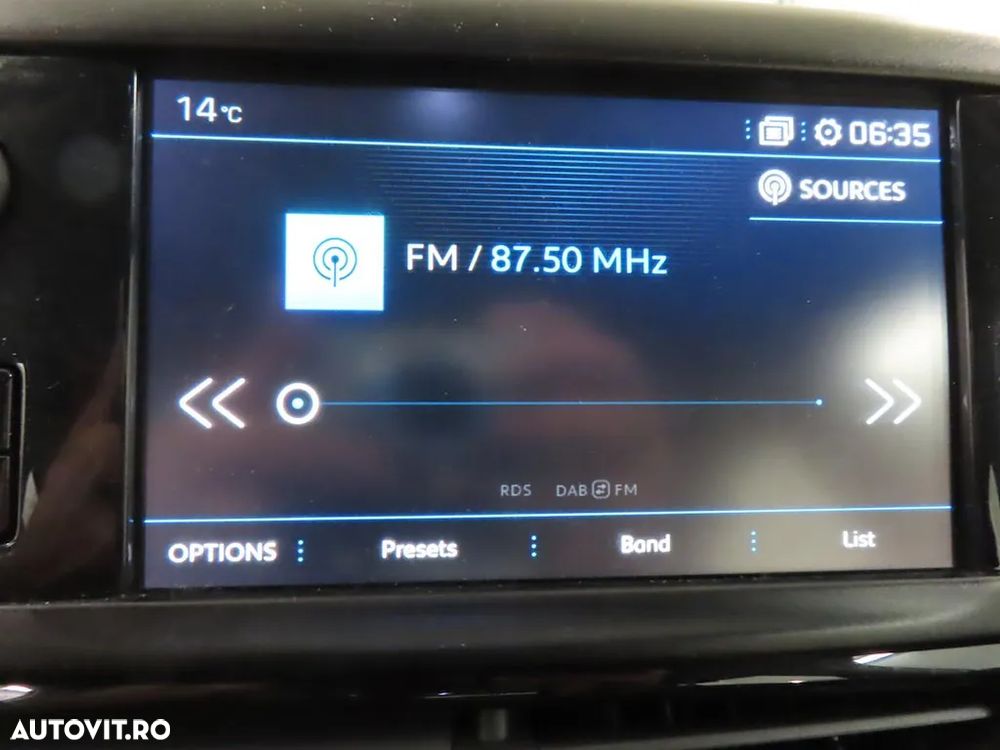 14°C
06:35
SOURCES
FM / 87.50 MHz
RDS DAB FM
OPTIONS Presets Band List
AUTOVIT.RO